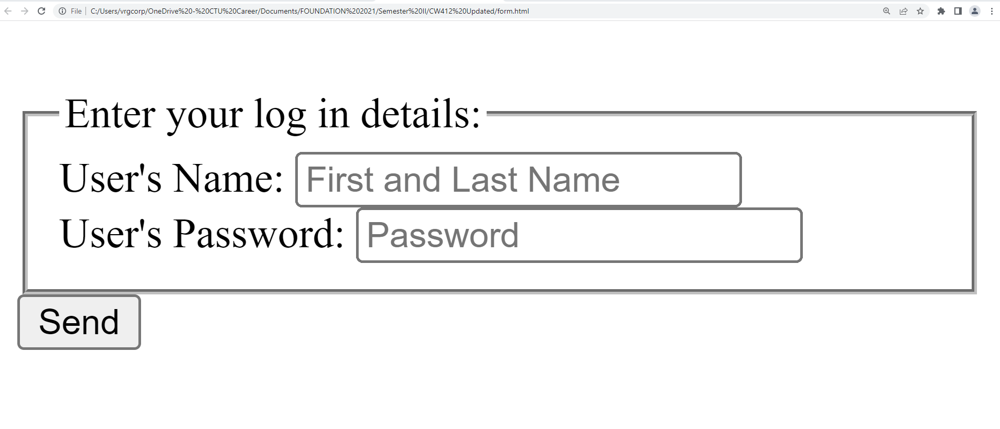 File C:/Users/vrgcorp/OneDrive%20-%20CTU%20Career/Documents/FOUNDATION%202021/Semester%20II/CW412%20Updated/form.html
Enter your log in details:
User's Name: First and Last Name
User's Password: Password
Send